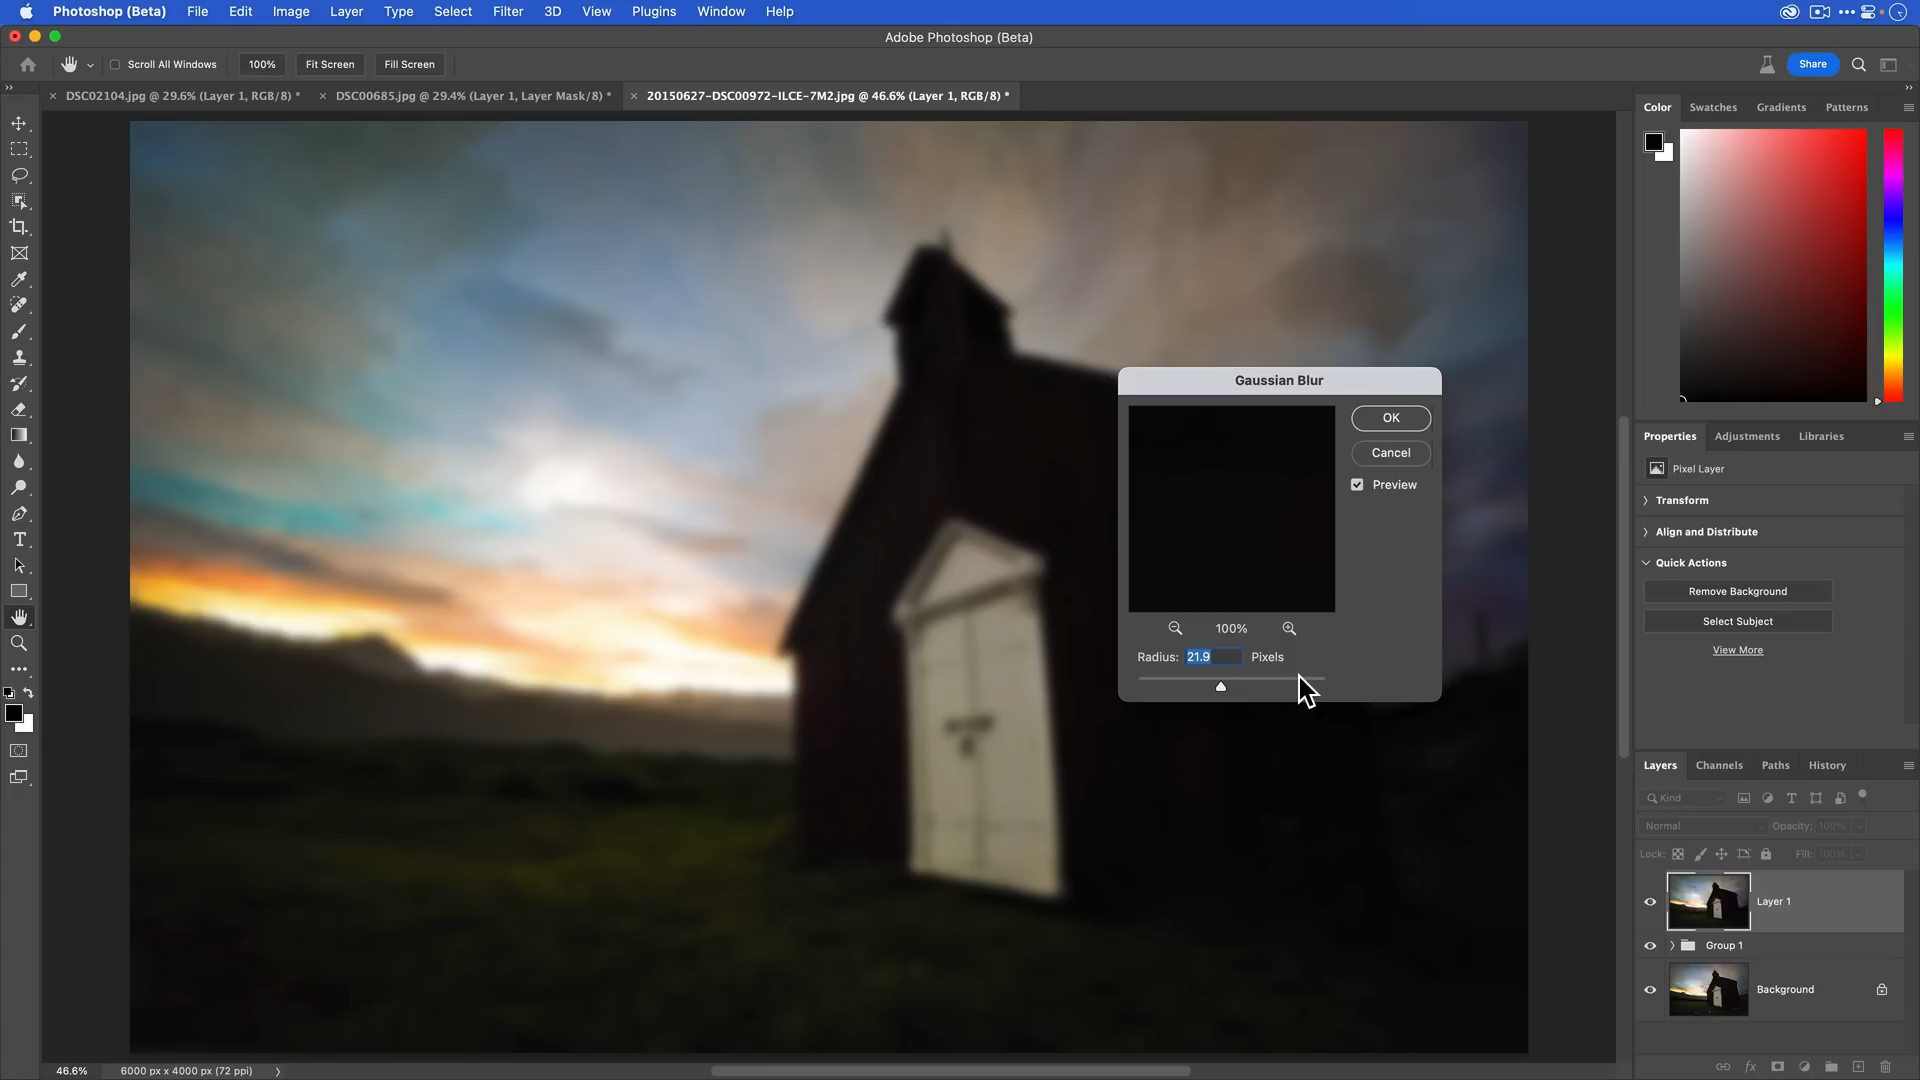 Photoshop (Beta) File Edit Image Layer Type Select Filter 3D View Plugins Window Help
Adobe Photoshop (Beta)
Scroll All Windows 100% Fit Screen Fill Screen Share
DSC02104.jpg @ 29.6% (Layer 1, RGB/8) * DSC00685.jpg @ 29.4% (Layer 1, Layer Mask/8) * 20150627-DSC00972-ILCE-7M2.jpg @ 46.6% (Layer 1, RGB/8) *
Color Swatches Gradients Patterns
Gaussian Blur
OK
Cancel
Preview
100%
Radius: 21.9 Pixels
Properties Adjustments Libraries
Pixel Layer
Transform
Align and Distribute
Quick Actions
Remove Background
Select Subject
View More
Layers Channels Paths History
Kind
Normal Opacity: 100%
Lock: Fill: 100%
Layer 1
Group 1
Background
46.6% 6000 px x 4000 px (72 ppi)